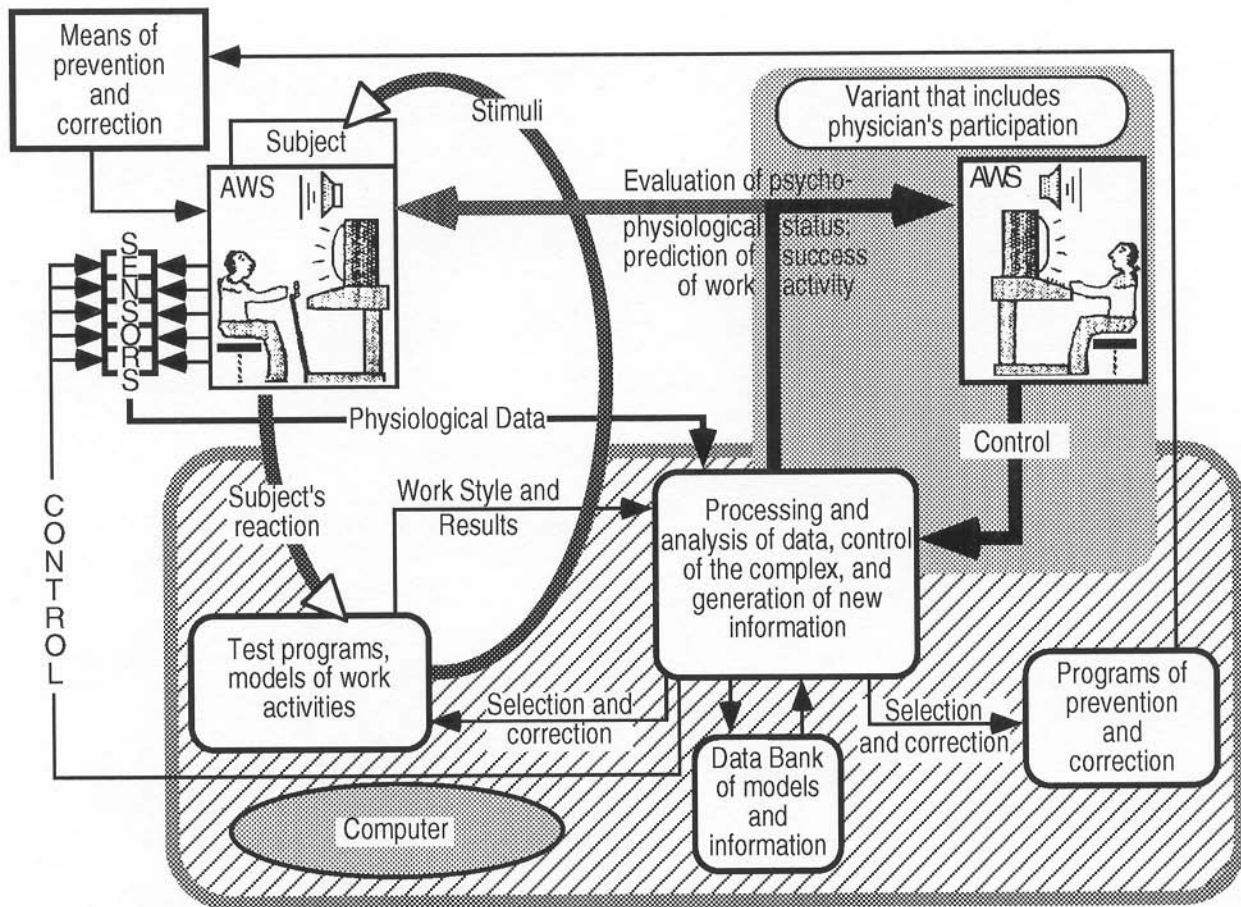 Means of
prevention
and
correction
Stimuli
Variant that includes
physician's participation
Subject
AWS
AWS
Evaluation of psycho-
physiological status;
prediction of success
of work activity
SENSORS
Physiological Data
Control
CONTROL
Subject's
reaction
Work Style and
Results
Processing and
analysis of data, control
of the complex, and
generation of new
information
Test programs,
models of work
activities
Selection and
correction
Selection
and correction
Programs of
prevention
and
correction
Data Bank
of models
and
information
Computer